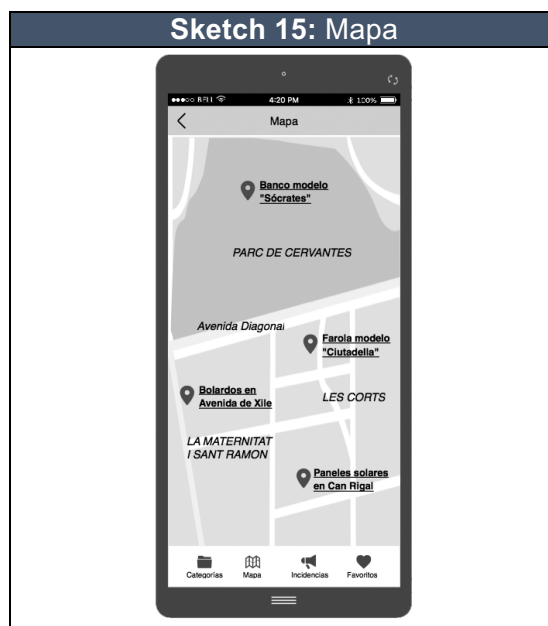 Sketch 15: Mapa
BELL 4:20 PM 100%
Mapa
Banco modelo
"Sócrates"
PARC DE CERVANTES
Avenida Diagonal
Farola modelo
"Ciutadella"
Bolardos en
Avenida de Xile
LES CORTS
LA MATERNITAT
I SANT RAMON
Paneles solares
en Can Rigal
Categorías Mapa Incidencias Favoritos